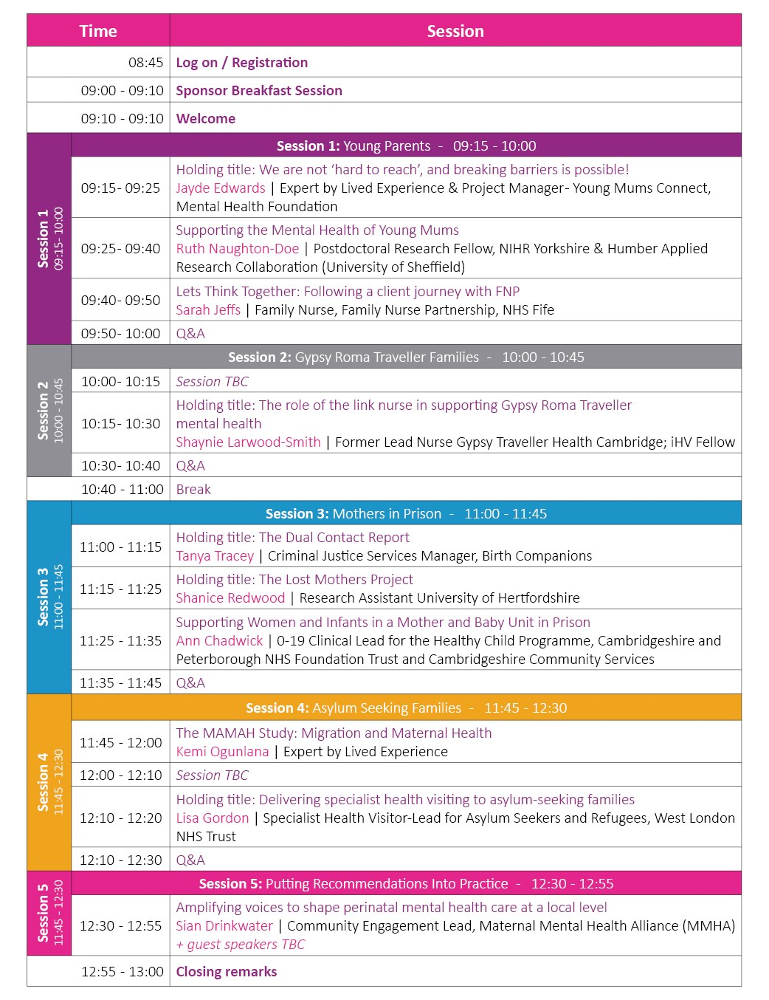 Time Session
08:45 Log on / Registration
09:00 - 09:10 Sponsor Breakfast Session
09:10 - 09:10 Welcome
Session 1
09:15- 10:00
Session 1: Young Parents - 09:15 - 10:00
Holding title: We are not ‘hard to reach’, and breaking barriers is possible!
09:15- 09:25 Jayde Edwards | Expert by Lived Experience & Project Manager- Young Mums Connect,
Mental Health Foundation
Supporting the Mental Health of Young Mums
09:25- 09:40 Ruth Naughton-Doe | Postdoctoral Research Fellow, NIHR Yorkshire & Humber Applied
Research Collaboration (University of Sheffield)
09:40- 09:50 Lets Think Together: Following a client journey with FNP
Sarah Jeffs | Family Nurse, Family Nurse Partnership, NHS Fife
09:50- 10:00 Q&A
Session 2
10:00 - 10:45
Session 2: Gypsy Roma Traveller Families - 10:00 - 10:45
10:00- 10:15 Session TBC
Holding title: The role of the link nurse in supporting Gypsy Roma Traveller
10:15- 10:30 mental health
Shaynie Larwood-Smith | Former Lead Nurse Gypsy Traveller Health Cambridge; iHV Fellow
10:30- 10:40 Q&A
10:40 - 11:00 Break
Session 3
11:00 - 11:45
Session 3: Mothers in Prison - 11:00 - 11:45
11:00 - 11:15 Holding title: The Dual Contact Report
Tanya Tracey | Criminal Justice Services Manager, Birth Companions
11:15 - 11:25 Holding title: The Lost Mothers Project
Shanice Redwood | Research Assistant University of Hertfordshire
Supporting Women and Infants in a Mother and Baby Unit in Prison
11:25 - 11:35 Ann Chadwick | 0-19 Clinical Lead for the Healthy Child Programme, Cambridgeshire and
Peterborough NHS Foundation Trust and Cambridgeshire Community Services
11:35 - 11:45 Q&A
Session 4
11:45 - 12:30
Session 4: Asylum Seeking Families - 11:45 - 12:30
11:45 - 12:00 The MAMAH Study: Migration and Maternal Health
Kemi Ogunlana | Expert by Lived Experience
12:00 - 12:10 Session TBC
Holding title: Delivering specialist health visiting to asylum-seeking families
12:10 - 12:20 Lisa Gordon | Specialist Health Visitor-Lead for Asylum Seekers and Refugees, West London
NHS Trust
12:10 - 12:30 Q&A
Session 5
11:45 - 12:30
Session 5: Putting Recommendations Into Practice - 12:30 - 12:55
Amplifying voices to shape perinatal mental health care at a local level
12:30 - 12:55 Sian Drinkwater | Community Engagement Lead, Maternal Mental Health Alliance (MMHA)
+ guest speakers TBC
12:55 - 13:00 Closing remarks